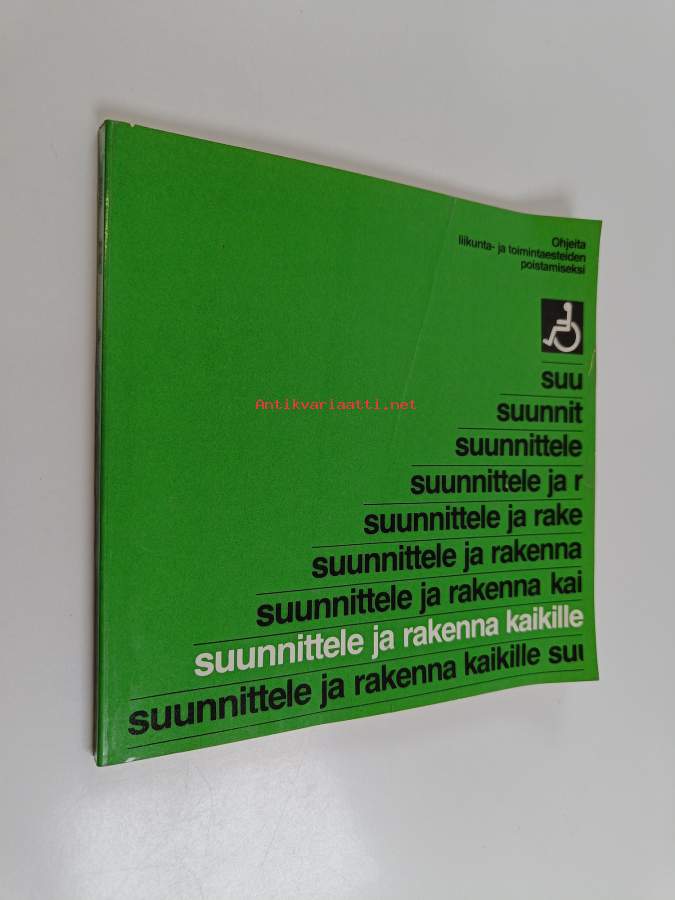 Ohjeita
liikunta- ja toimintaesteiden
poistamiseksi
suu
Antikvariaatti.net
suunnit
suunnittele
suunnittele ja r
suunnittele ja rake
suunnittele ja rakenna
suunnittele ja rakenna kai
suunnittele ja rakenna kaikille
suunnittele ja rakenna kaikille suu